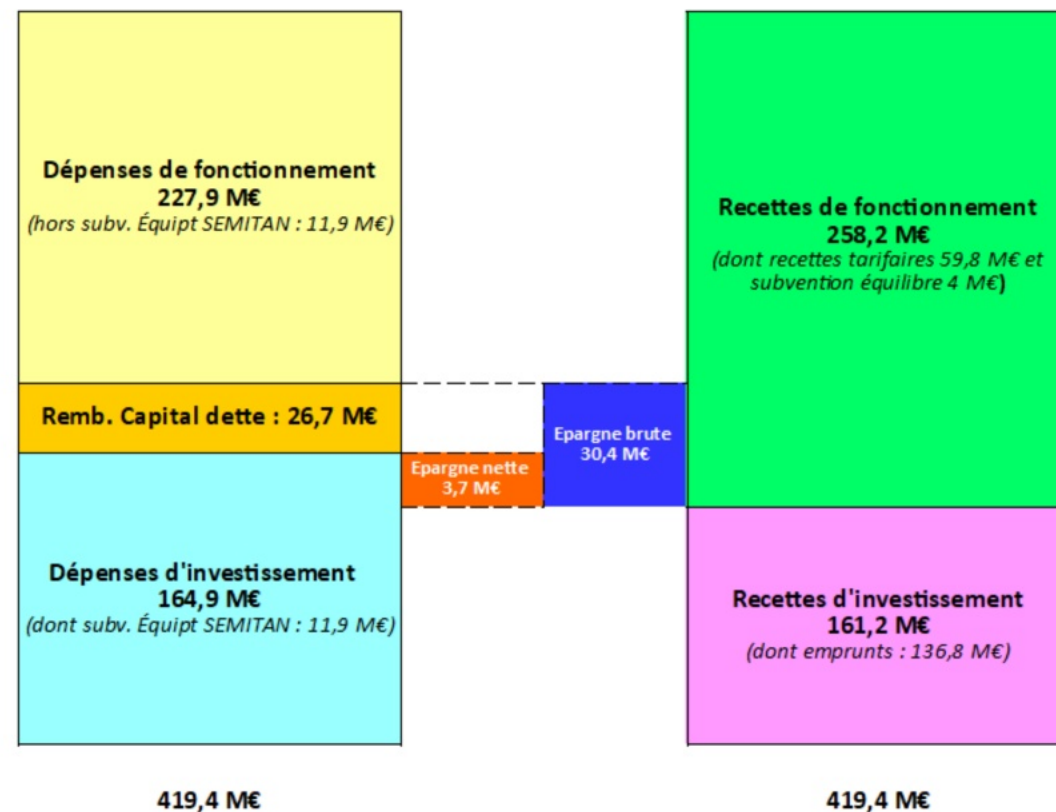 Dépenses de fonctionnement
227,9 M€
(hors subv. Équipt SEMITAN : 11,9 M€)
Remb. Capital dette : 26,7 M€
Dépenses d'investissement
164,9 M€
(dont subv. Équipt SEMITAN : 11,9 M€)
419,4 M€
Epargne nette
3,7 M€
Epargne brute
30,4 M€
Recettes de fonctionnement
258,2 M€
(dont recettes tarifaires 59,8 M€ et
subvention équilibre 4 M€)
Recettes d'investissement
161,2 M€
(dont emprunts : 136,8 M€)
419,4 M€